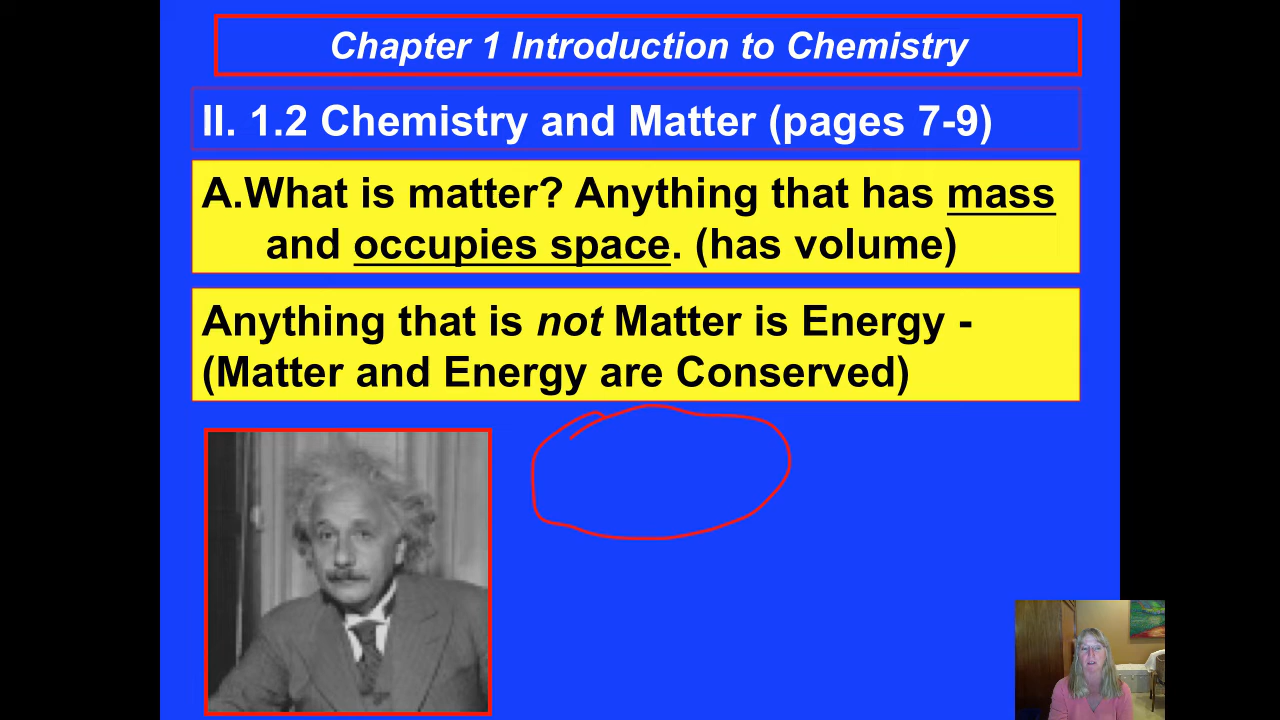 Chapter 1 Introduction to Chemistry
II. 1.2 Chemistry and Matter (pages 7-9)
A.What is matter? Anything that has mass
and occupies space. (has volume)
Anything that is not Matter is Energy -
(Matter and Energy are Conserved)